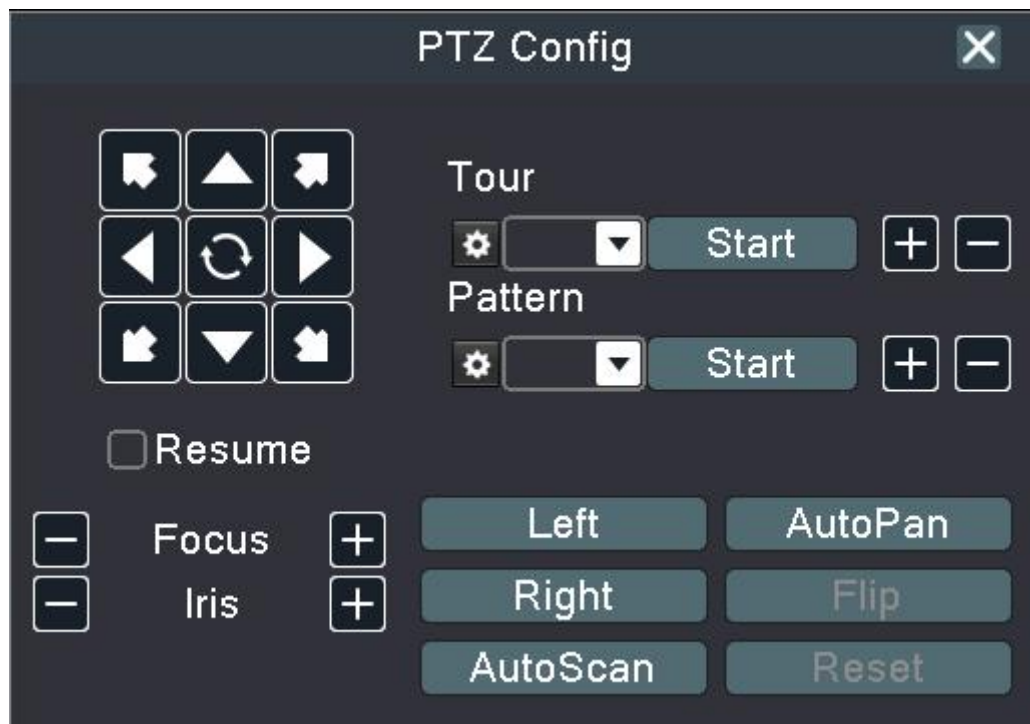 PTZ Config
Tour
Start
Pattern
Start
Resume
Focus
Iris
Left
AutoPan
Right
Flip
AutoScan
Reset